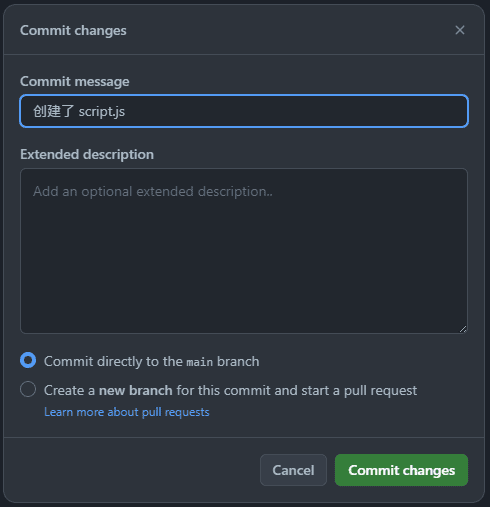 Commit changes
Commit message
创建了 script.js
Extended description
Add an optional extended description..
Commit directly to the main branch
Create a new branch for this commit and start a pull request
Learn more about pull requests
Cancel
Commit changes